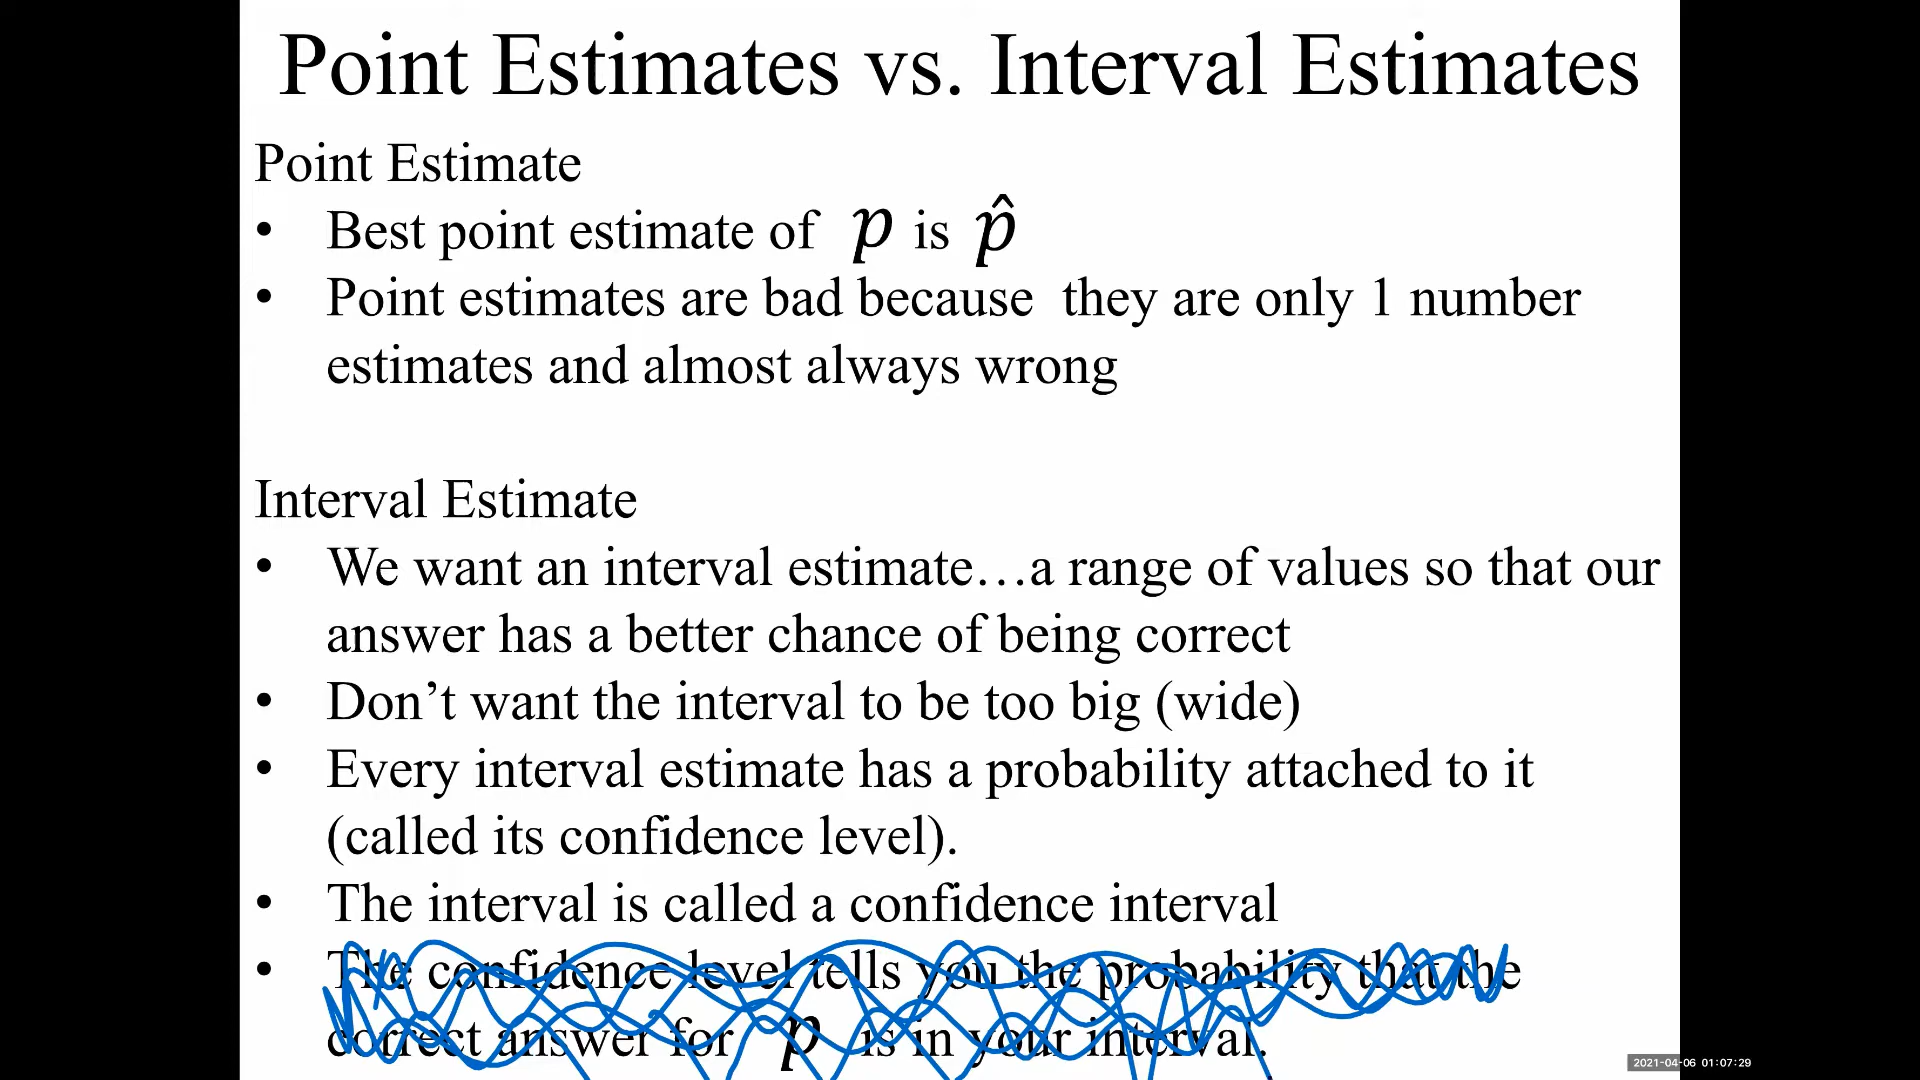 Point Estimates vs. Interval Estimates
Point Estimate
• Best point estimate of p is p̂
• Point estimates are bad because they are only 1 number
estimates and almost always wrong
Interval Estimate
• We want an interval estimate…a range of values so that our
answer has a better chance of being correct
• Don’t want the interval to be too big (wide)
• Every interval estimate has a probability attached to it
(called its confidence level).
• The interval is called a confidence interval
• The confidence level tells you the probability that the
correct answer for p is in your interval.
2021-04-06 01:07:29